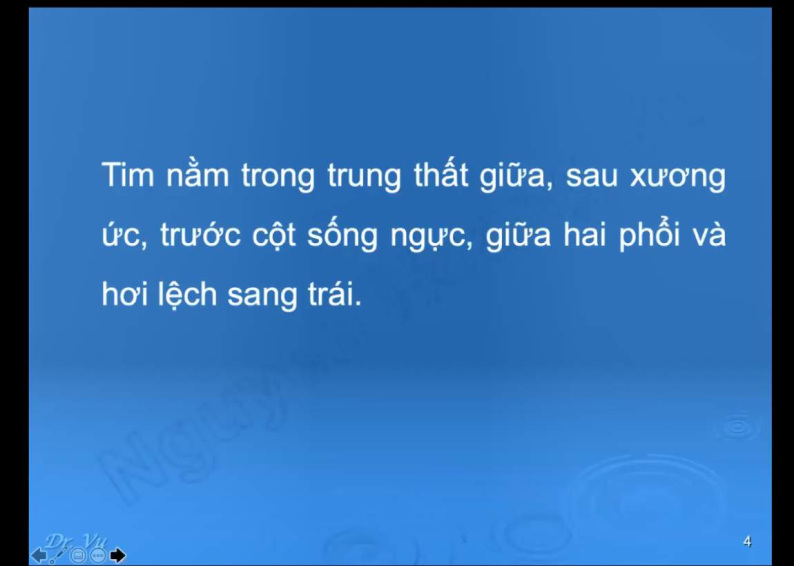 Tim nằm trong trung thất giữa, sau xương
ức, trước cột sống ngực, giữa hai phổi và
hơi lệch sang trái.
Dr. Vu
4